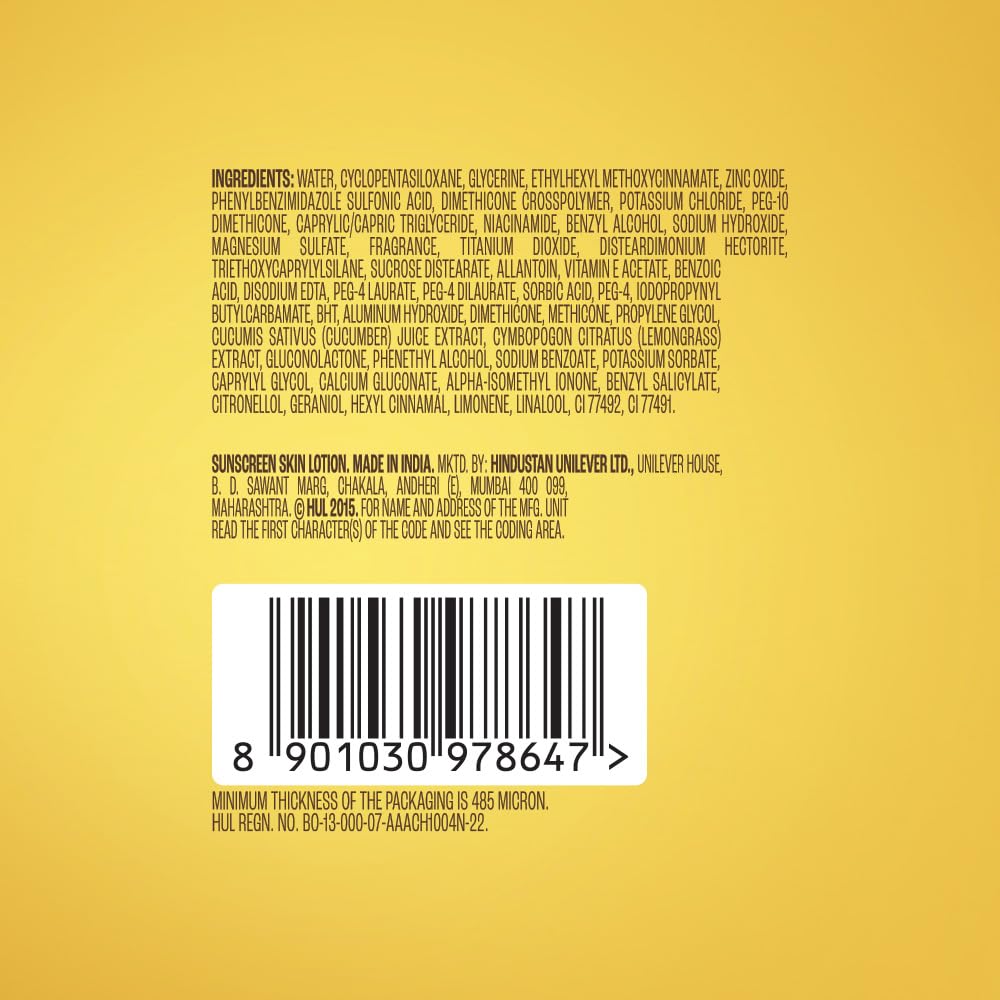 INGREDIENTS: WATER, CYCLOPENTASILOXANE, GLYCERINE, ETHYLHEXYL METHOXYCINNAMATE, ZINC OXIDE,
PHENYLBENZIMIDAZOLE SULFONIC ACID, DIMETHICONE CROSSPOLYMER, POTASSIUM CHLORIDE, PEG-10
DIMETHICONE, CAPRYLIC/CAPRIC TRIGLYCERIDE, NIACINAMIDE, BENZYL ALCOHOL, SODIUM HYDROXIDE,
MAGNESIUM SULFATE, FRAGRANCE, TITANIUM DIOXIDE, DISTEARDIMONIUM HECTORITE,
TRIETHOXYCAPRYLYLSILANE, SUCROSE DISTEARATE, ALLANTOIN, VITAMIN E ACETATE, BENZOIC
ACID, DISODIUM EDTA, PEG-4 LAURATE, PEG-4 DILAURATE, SORBIC ACID, PEG-4, IODOPROPYNYL
BUTYLCARBAMATE, BHT, ALUMINUM HYDROXIDE, DIMETHICONE, METHICONE, PROPYLENE GLYCOL,
CUCUMIS SATIVUS (CUCUMBER) JUICE EXTRACT, CYMBOPOGON CITRATUS (LEMONGRASS)
EXTRACT, GLUCONOLACTONE, PHENETHYL ALCOHOL, SODIUM BENZOATE, POTASSIUM SORBATE,
CAPRYLYL GLYCOL, CALCIUM GLUCONATE, ALPHA-ISOMETHYL IONONE, BENZYL SALICYLATE,
CITRONELLOL, GERANIOL, HEXYL CINNAMAL, LIMONENE, LINALOOL, CI 77492, CI 77491.
SUNSCREEN SKIN LOTION. MADE IN INDIA. MKTD. BY: HINDUSTAN UNILEVER LTD., UNILEVER HOUSE,
B. D. SAWANT MARG, CHAKALA, ANDHERI (E), MUMBAI 400 099,
MAHARASHTRA. © HUL 2015. FOR NAME AND ADDRESS OF THE MFG. UNIT
READ THE FIRST CHARACTER(S) OF THE CODE AND SEE THE CODING AREA.
8 901030 978647 >
MINIMUM THICKNESS OF THE PACKAGING IS 485 MICRON.
HUL REGN. NO. BO-13-000-07-AAACH1004N-22.